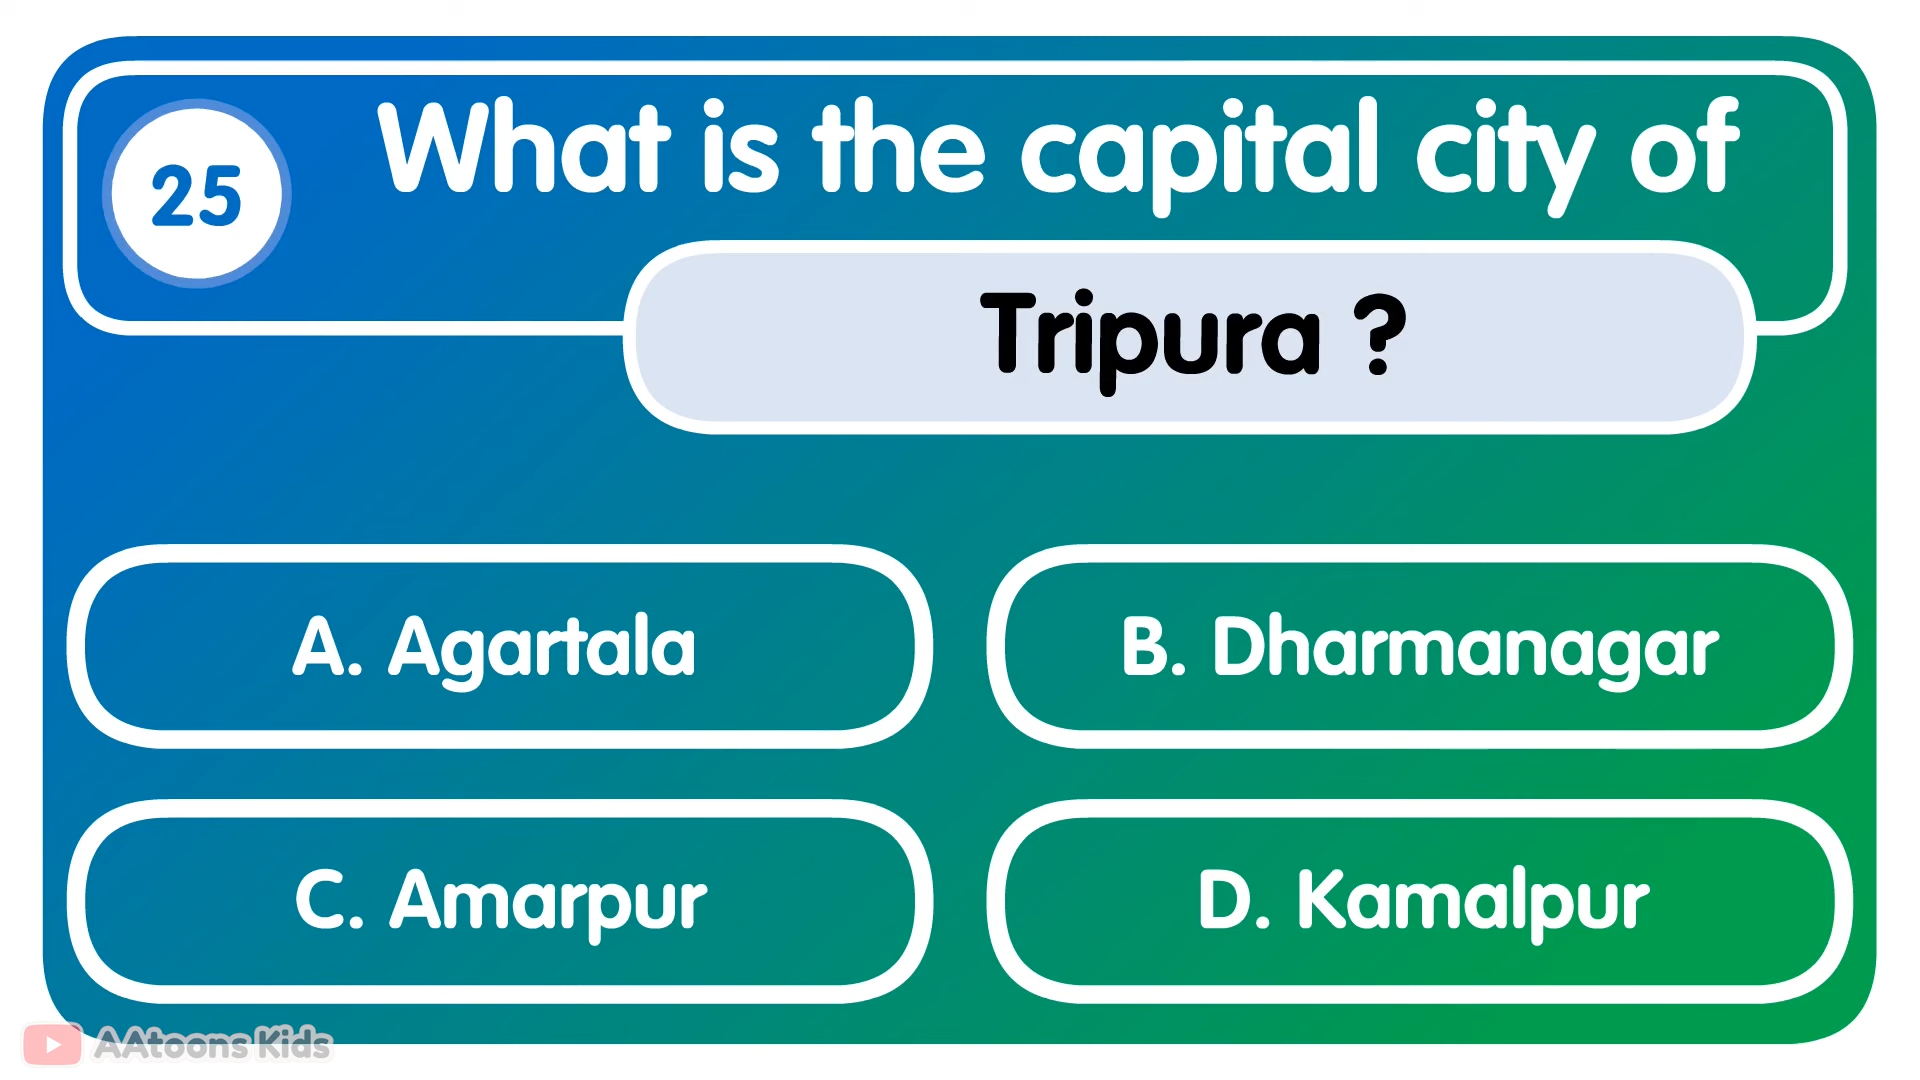 25
What is the capital city of
Tripura ?
A. Agartala
B. Dharmanagar
C. Amarpur
D. Kamalpur
AAtoons Kids